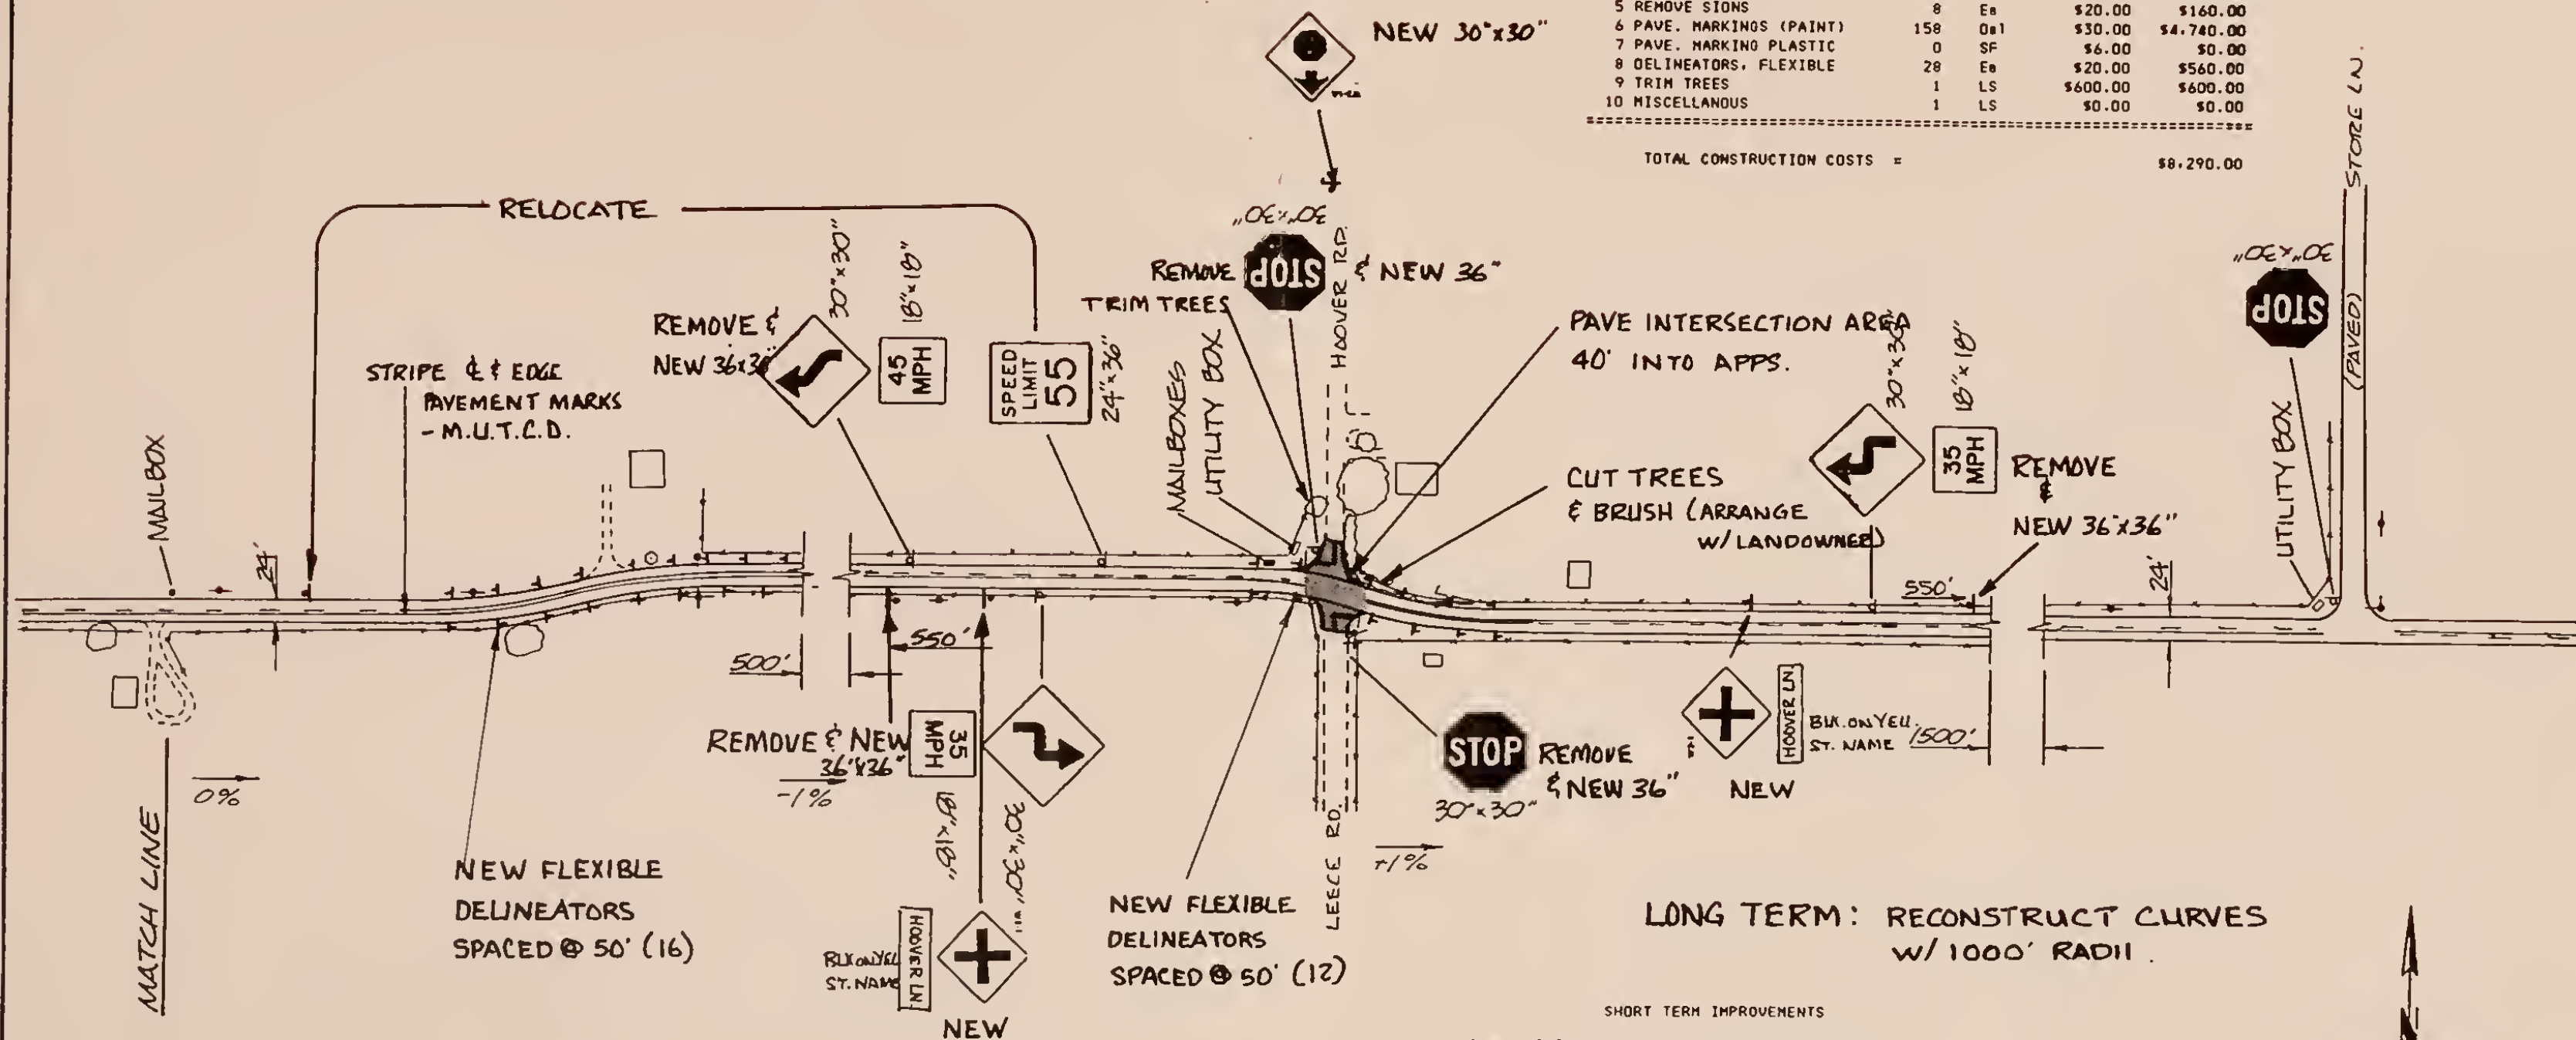 5 REMOVE SIGNS 8 Ea $20.00 $160.00
6 PAVE. MARKINGS (PAINT) 158 Gal $30.00 $4,740.00
7 PAVE. MARKING PLASTIC 0 SF $6.00 $0.00
8 DELINEATORS, FLEXIBLE 28 Ea $20.00 $560.00
9 TRIM TREES 1 LS $600.00 $600.00
10 MISCELLANOUS 1 LS $0.00 $0.00
TOTAL CONSTRUCTION COSTS = $8,290.00
NEW 30"x30"
RELOCATE
30"x30"
STOP
REMOVE
& NEW 36"
TRIM TREES
HOOVER RD.
STORE LN.
(PAVED)
30"x30"
STOP
UTILITY BOX
REMOVE &
NEW 36x36"
30"x30"
18"x18"
45
MPH
SPEED
LIMIT
55
24"x36"
STRIPE ℄ & EDGE
PAVEMENT MARKS
- M.U.T.C.D.
MAILBOX
24'
MAILBOXES
UTILITY BOX
16'
PAVE INTERSECTION AREA
40' INTO APPS.
CUT TREES
& BRUSH (ARRANGE
W/ LANDOWNER)
30"x30"
18"x18"
35
MPH
REMOVE
NEW 36"x36"
550'
24'
500'
550'
REMOVE & NEW
36"x36"
35
MPH
18"x18"
30"x30"
0%
-1%
+1%
MATCH LINE
NEW FLEXIBLE
DELINEATORS
SPACED @ 50' (16)
BLK ON YEL
ST. NAME
HOOVER LN
NEW
NEW FLEXIBLE
DELINEATORS
SPACED @ 50' (12)
LEECE RD.
STOP
REMOVE
& NEW 36"
30"x30"
HOOVER LN
BLK. ON YELL.
ST. NAME
1500'
NEW
LONG TERM: RECONSTRUCT CURVES
W/ 1000' RADII.
SHORT TERM IMPROVEMENTS